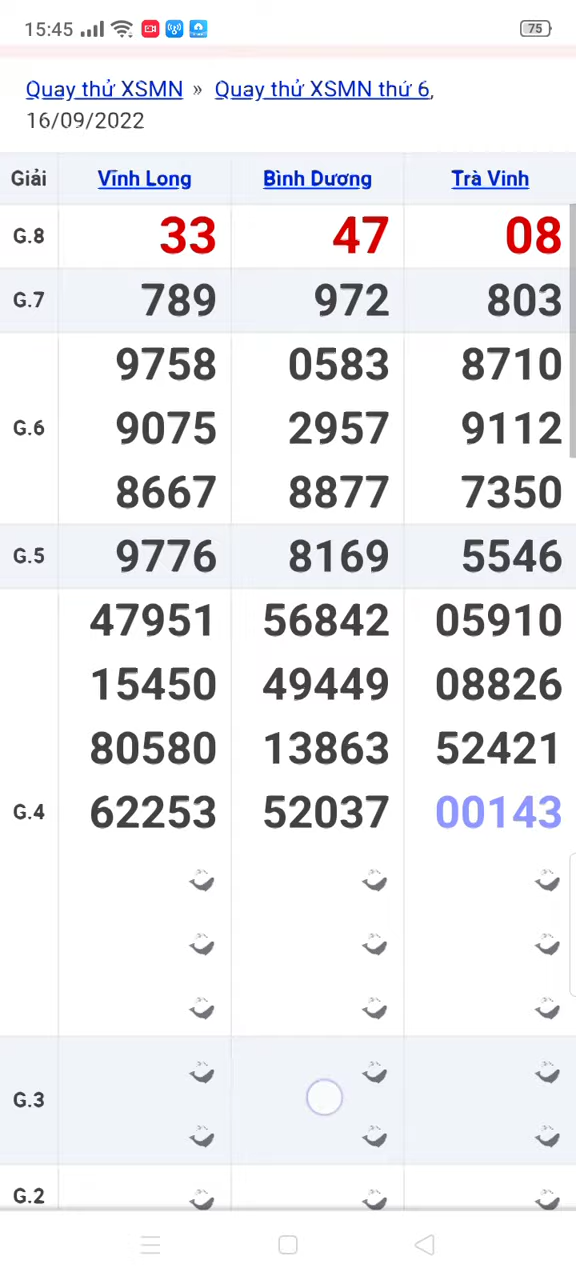 15:45 75
Quay thử XSMN » Quay thử XSMN thứ 6,
16/09/2022
Giải Vĩnh Long Bình Dương Trà Vinh
G.8 33 47 08
G.7 789 972 803
9758 0583 8710
G.6 9075 2957 9112
8667 8877 7350
G.5 9776 8169 5546
47951 56842 05910
15450 49449 08826
80580 13863 52421
G.4 62253 52037 00143
G.3
G.2